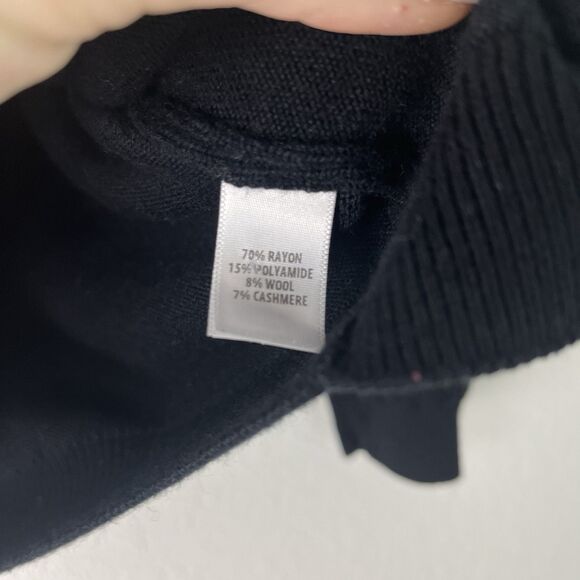 70% RAYON
15% POLYAMIDE
8% WOOL
7% CASHMERE